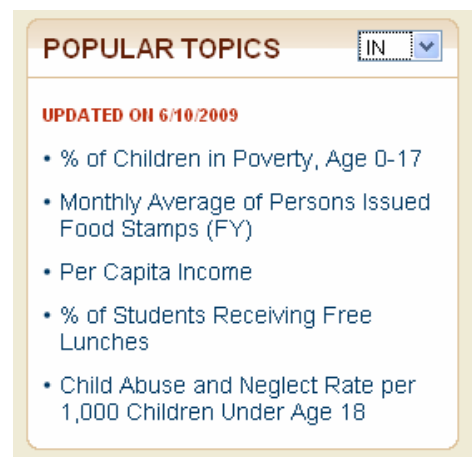 POPULAR TOPICS IN
UPDATED ON 6/10/2009
• % of Children in Poverty, Age 0-17
• Monthly Average of Persons Issued
Food Stamps (FY)
• Per Capita Income
• % of Students Receiving Free
Lunches
• Child Abuse and Neglect Rate per
1,000 Children Under Age 18